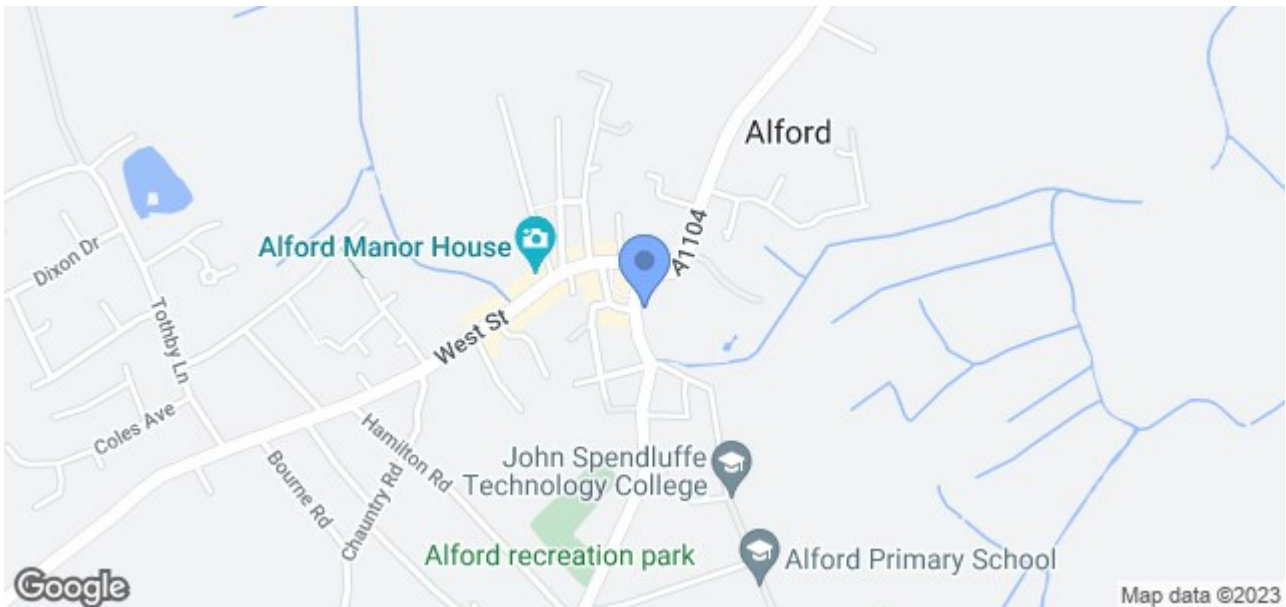 Alford
A1104
Alford Manor House
Dixon Dr
Tothby Ln
West St
Coles Ave
Hamilton Rd
Bourne Rd
Chauntry Rd
John Spendluffe
Technology College
Alford recreation park
Alford Primary School
Google
Map data ©2023